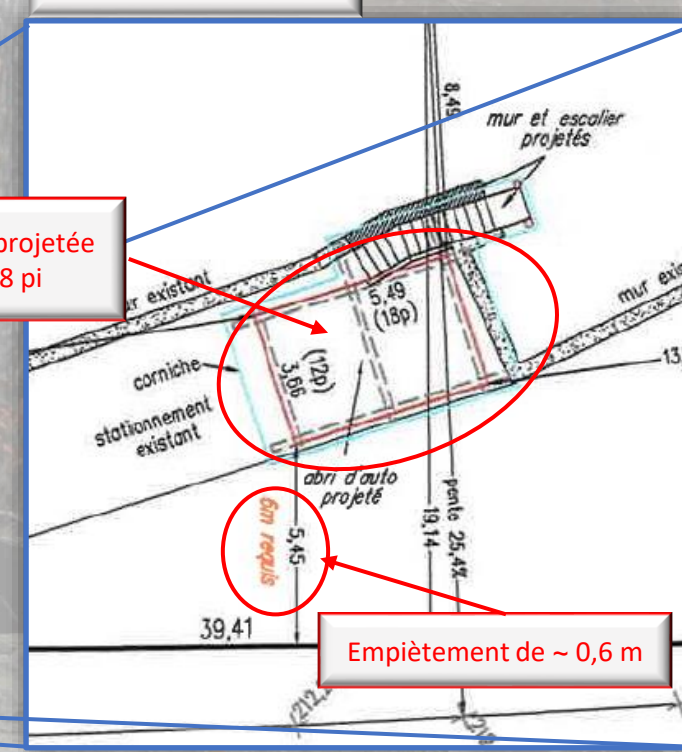 8,49
mur et escalier
projetés
projetée
8 pi
existant
mur
5,49
(18p)
(12p)
3,66
13,
corniche
stationnement
existant
abri d'auto
projeté
6m requis
5,45
pente 25,4%
19,14
39,41
Empiètement de ~ 0,6 m